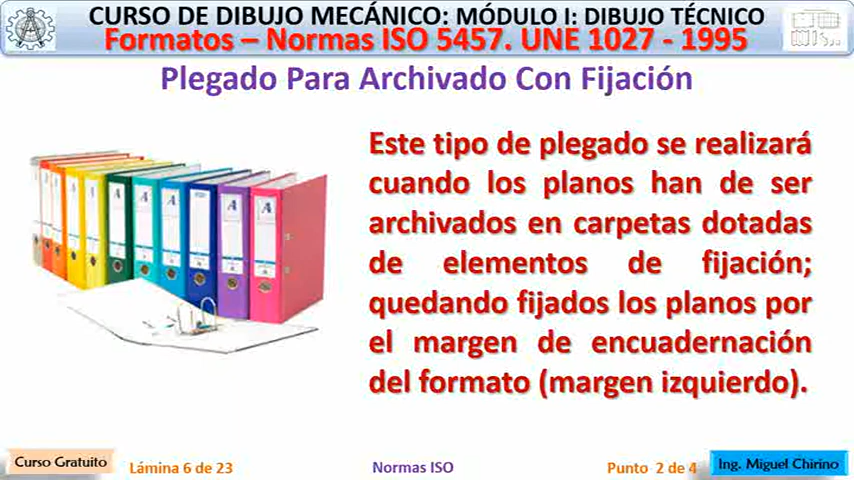 CURSO DE DIBUJO MECÁNICO: MÓDULO I: DIBUJO TÉCNICO
Formatos – Normas ISO 5457. UNE 1027 - 1995
Plegado Para Archivado Con Fijación
Este tipo de plegado se realizará
cuando los planos han de ser
archivados en carpetas dotadas
de elementos de fijación;
quedando fijados los planos por
el margen de encuadernación
del formato (margen izquierdo).
Curso Gratuito
Lámina 6 de 23
Normas ISO
Punto 2 de 4
Ing. Miguel Chirino